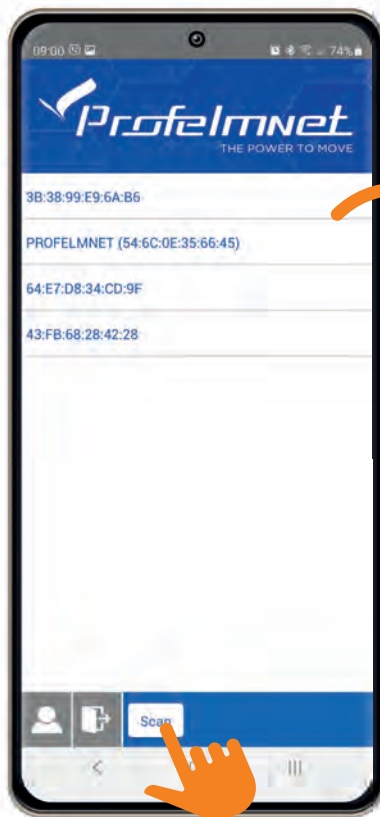 09:00 74%
Profelmnet
THE POWER TO MOVE
3B:38:99:E9:6A:B6
PROFELMNET (54:6C:0E:35:66:45)
64:E7:D8:34:CD:9F
43:FB:68:28:42:28
Scan